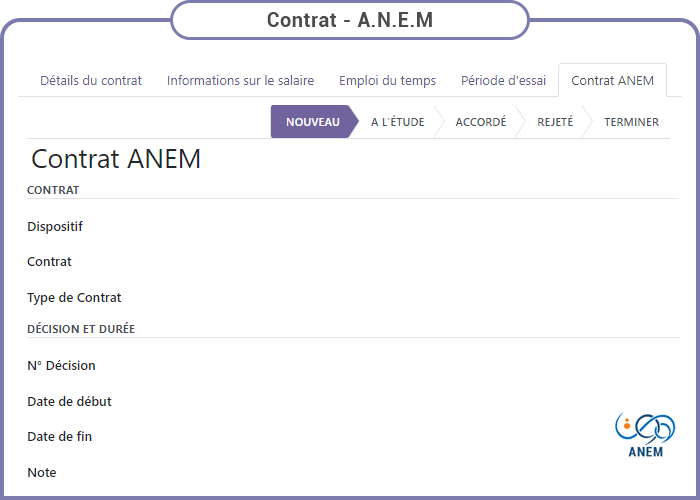 Contrat - A.N.E.M
Détails du contrat Informations sur le salaire Emploi du temps Période d'essai Contrat ANEM
NOUVEAU A L'ÉTUDE ACCORDÉ REJETÉ TERMINER
Contrat ANEM
CONTRAT
Dispositif
Contrat
Type de Contrat
DÉCISION ET DURÉE
N° Décision
Date de début
Date de fin
Note
ANEM